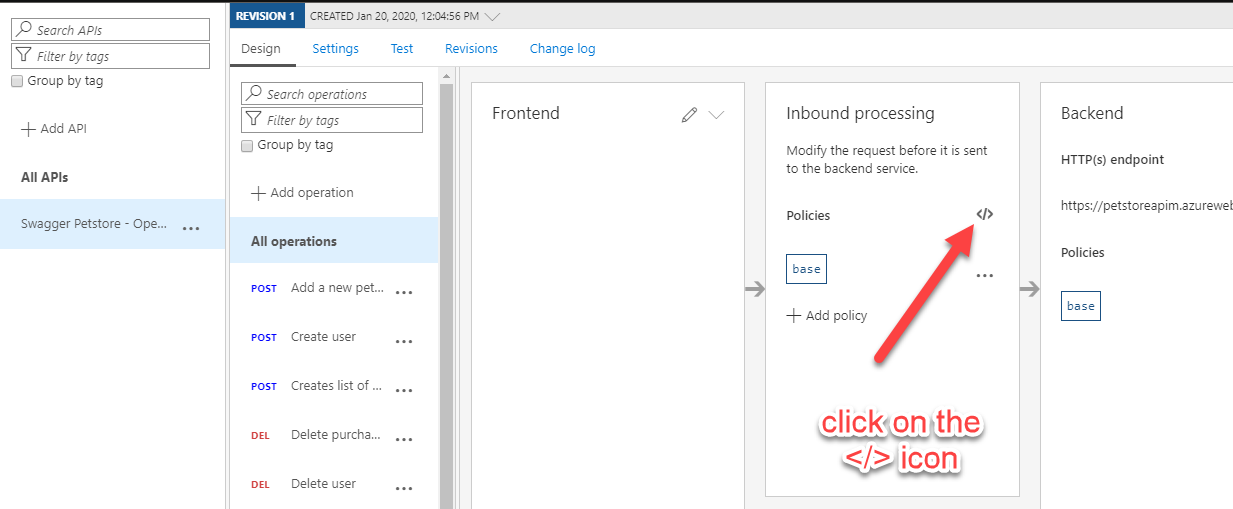 Search APIs
Filter by tags
Group by tag
Add API
All APIs
Swagger Petstore - Ope... ...
REVISION 1 CREATED Jan 20, 2020, 12:04:56 PM
Design Settings Test Revisions Change log
Search operations
Filter by tags
Group by tag
Add operation
All operations
POST Add a new pet... ...
POST Create user ...
POST Creates list of ... ...
DEL Delete purcha... ...
DEL Delete user ...
Frontend
Inbound processing
Modify the request before it is sent
to the backend service.
Policies </>
base ...
Add policy
click on the
</> icon
Backend
HTTP(s) endpoint
https://petstoreapim.azureweb
Policies
base